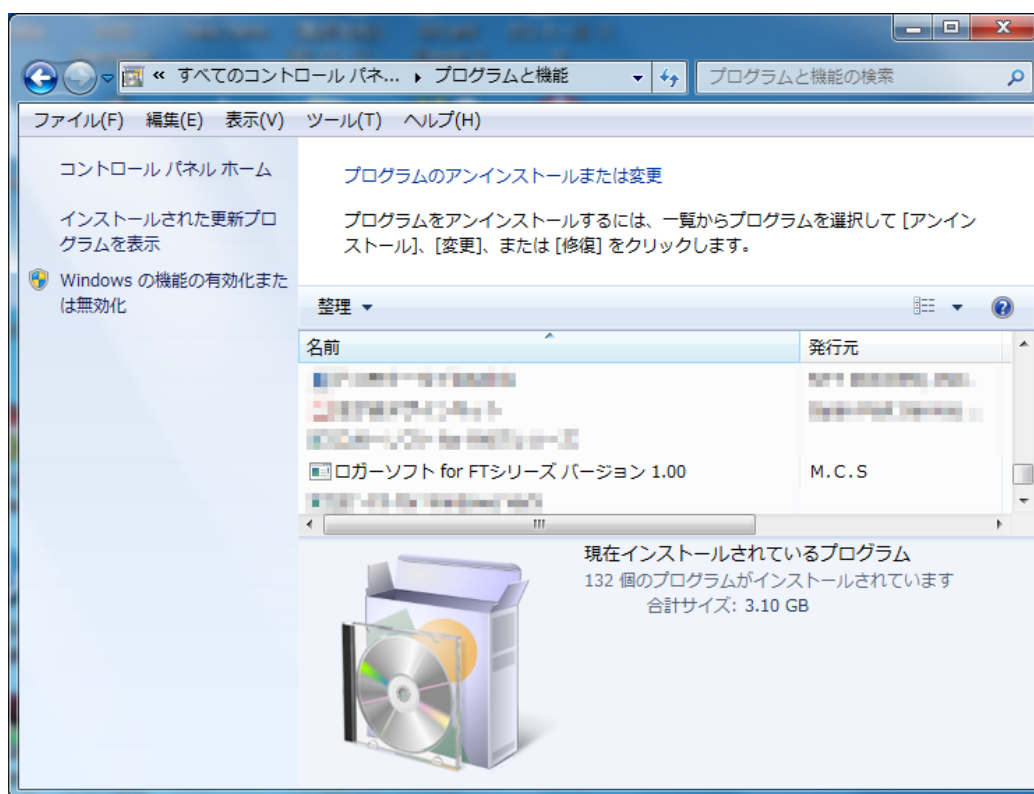 « すべてのコントロール パネ... ▸ プログラムと機能
プログラムと機能の検索
ファイル(F) 編集(E) 表示(V) ツール(T) ヘルプ(H)
コントロール パネル ホーム
インストールされた更新プロ
グラムを表示
Windows の機能の有効化また
は無効化
プログラムのアンインストールまたは変更
プログラムをアンインストールするには、一覧からプログラムを選択して [アンイン
ストール]、[変更]、または [修復] をクリックします。
整理
名前 発行元
ロガーソフト for FTシリーズ バージョン 1.00 M.C.S
現在インストールされているプログラム
132 個のプログラムがインストールされています
合計サイズ: 3.10 GB